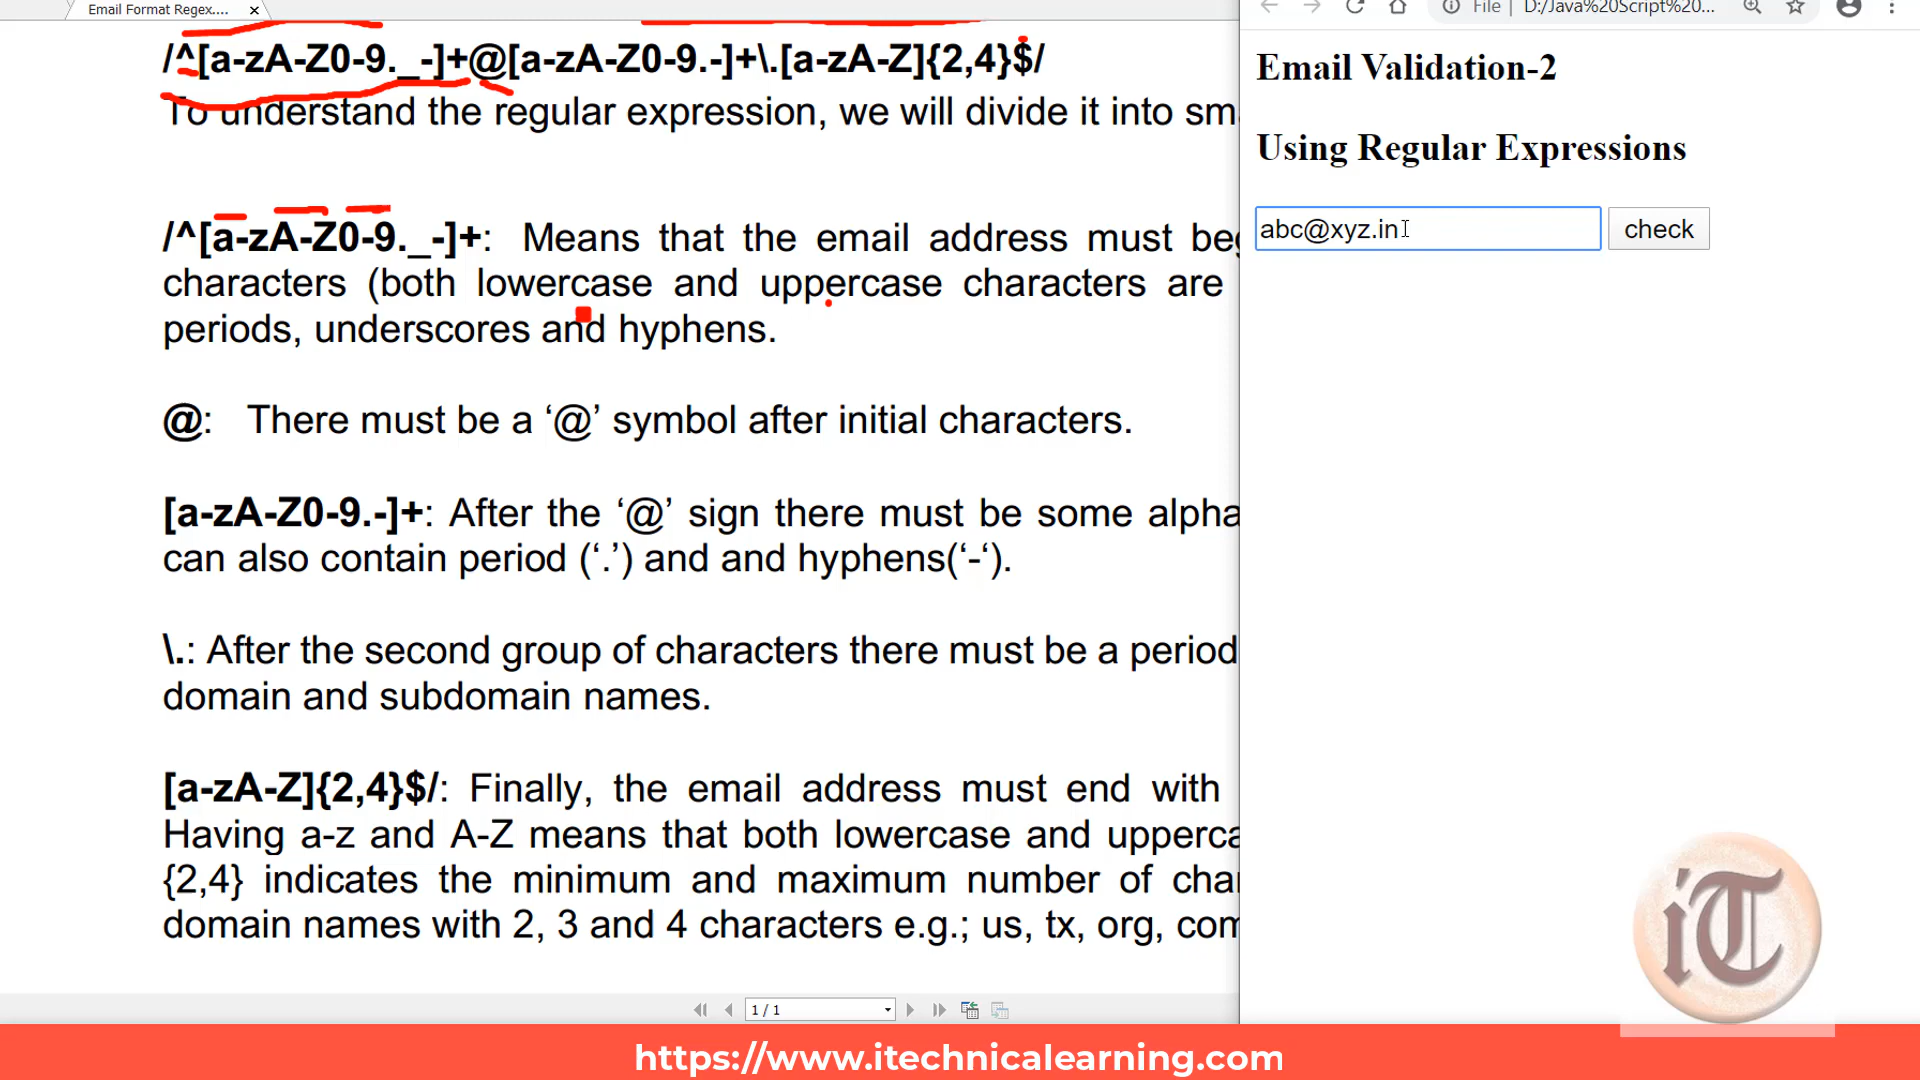 Email Format Regex.... ×
/^[a-zA-Z0-9._-]+@[a-zA-Z0-9.-]+\.[a-zA-Z]{2,4}$/
To understand the regular expression, we will divide it into
/^[a-zA-Z0-9._-]+: Means that the email address must
characters (both lowercase and uppercase characters are
periods, underscores and hyphens.
@: There must be a ‘@’ symbol after initial characters.
[a-zA-Z0-9.-]+: After the ‘@’ sign there must be some
can also contain period (‘.’) and and hyphens(‘-‘).
\.: After the second group of characters there must be a period
domain and subdomain names.
[a-zA-Z]{2,4}$/: Finally, the email address must end with
Having a-z and A-Z means that both lowercase and
{2,4} indicates the minimum and maximum number of
domain names with 2, 3 and 4 characters e.g.; us, tx, org, com
1 / 1
File D:/Java%20Script%20...
Email Validation-2
Using Regular Expressions
abc@xyz.in check
iT
https://www.itechnicalearning.com